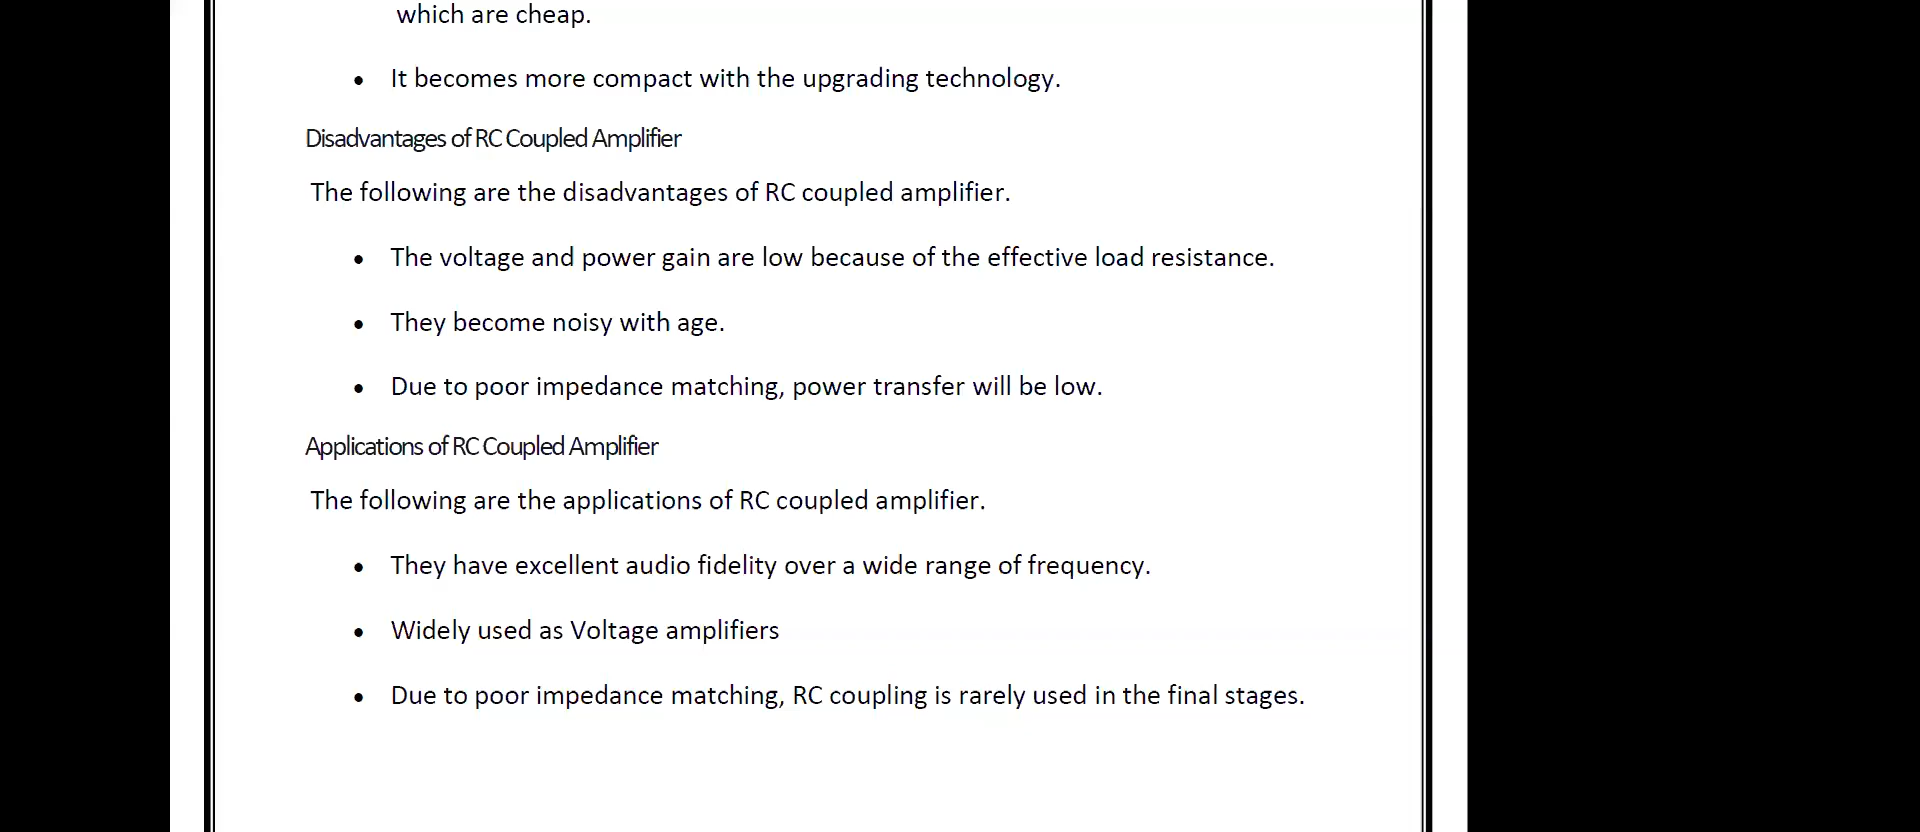 which are cheap.
• It becomes more compact with the upgrading technology.
Disadvantages of RC Coupled Amplifier
The following are the disadvantages of RC coupled amplifier.
• The voltage and power gain are low because of the effective load resistance.
• They become noisy with age.
• Due to poor impedance matching, power transfer will be low.
Applications of RC Coupled Amplifier
The following are the applications of RC coupled amplifier.
• They have excellent audio fidelity over a wide range of frequency.
• Widely used as Voltage amplifiers
• Due to poor impedance matching, RC coupling is rarely used in the final stages.